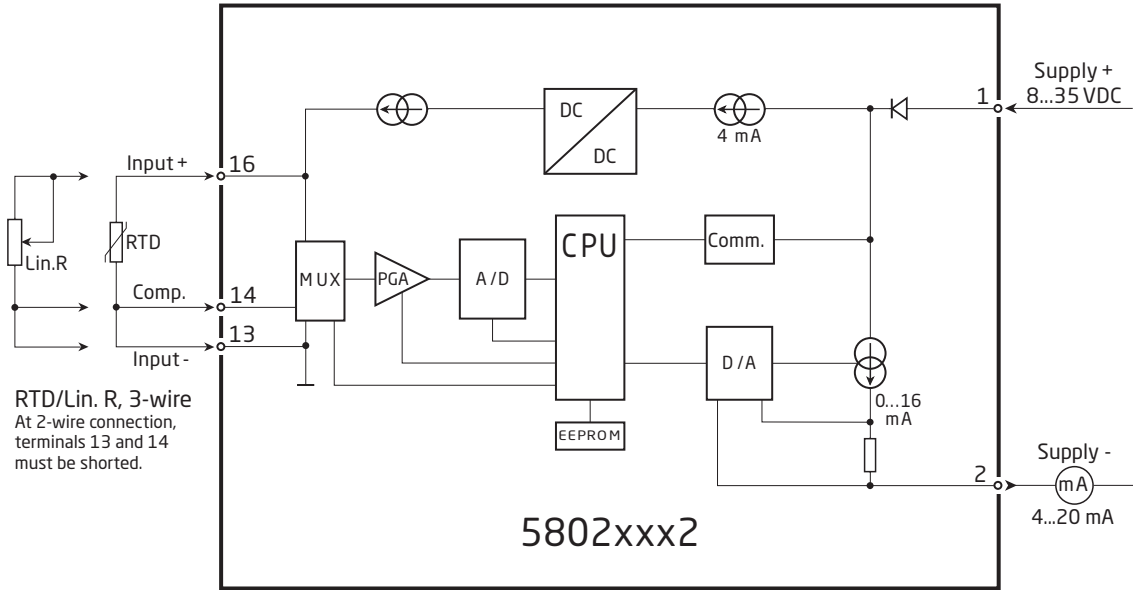 Supply +
8...35 VDC
1
DC
DC
4 mA
Input +
16
RTD
Lin.R
CPU
Comm.
MUX
PGA
A/D
Comp.
14
13
Input -
D/A
0...16
mA
EEPROM
RTD/Lin. R, 3-wire
At 2-wire connection,
terminals 13 and 14
must be shorted.
Supply -
2
mA
4...20 mA
5802xxx2